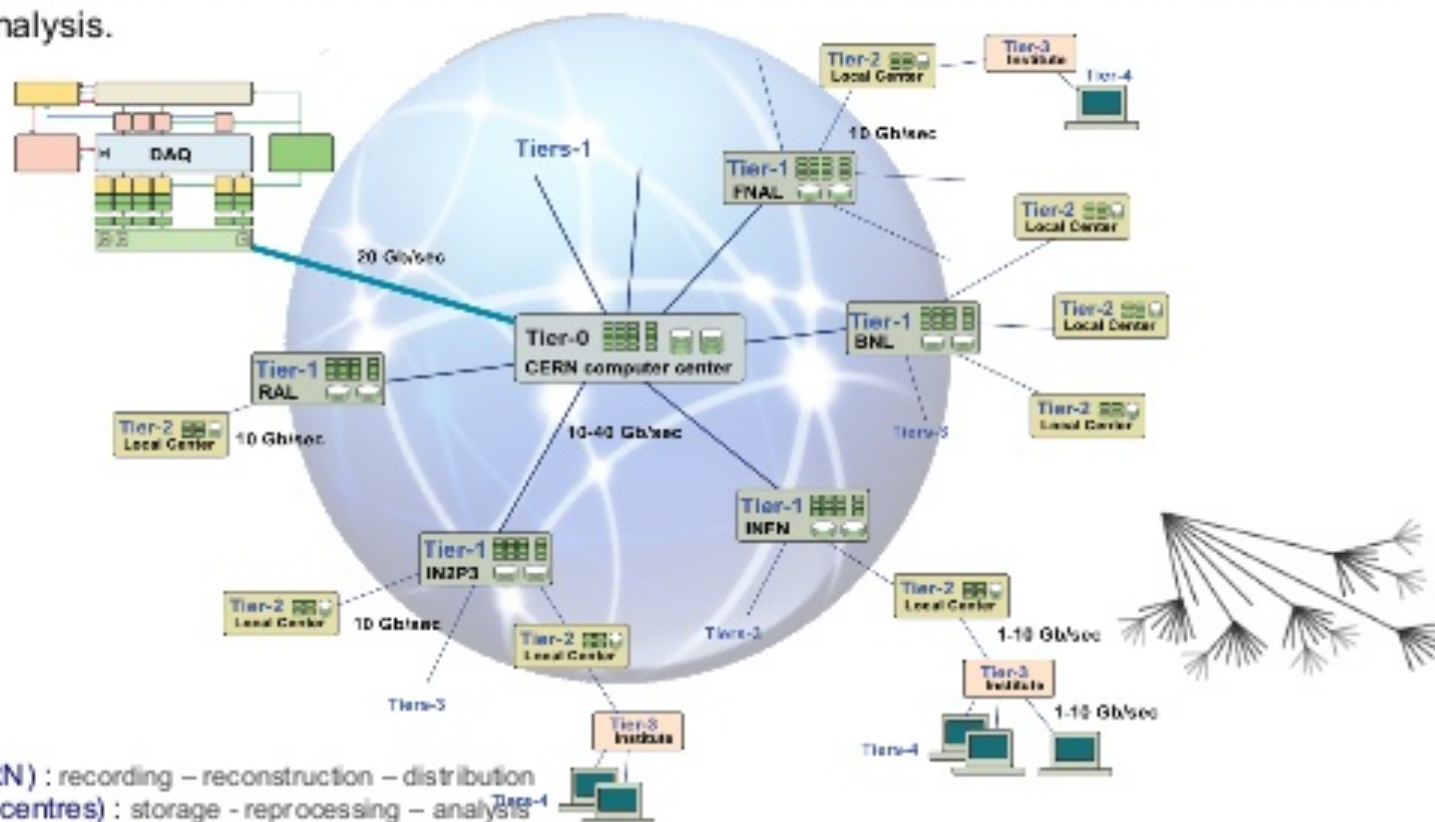 nalysis.
Tier-2
Local Center
Tier-3
Institute
Tier-4
10 Gb/sec
DAQ
Tiers-1
Tier-1
FNAL
Tier-2
Local Center
20 Gb/sec
Tier-0
CERN computer center
Tier-1
BNL
Tier-2
Local Center
Tier-1
RAL
Tier-2
Local Center
10 Gb/sec
10-40 Gb/sec
Tier-2
Local Center
Tiers-3
Tier-1
INFN
Tier-1
IN2P3
Tier-2
Local Center
10 Gb/sec
Tier-2
Local Center
Tier-2
Local Center
1-10 Gb/sec
Tiers-3
Tier-3
Institute
1-10 Gb/sec
Tiers-3
Tier-3
Institute
Tiers-4
RN) : recording – reconstruction – distribution
Tiers-4
centres) : storage - reprocessing – analysis